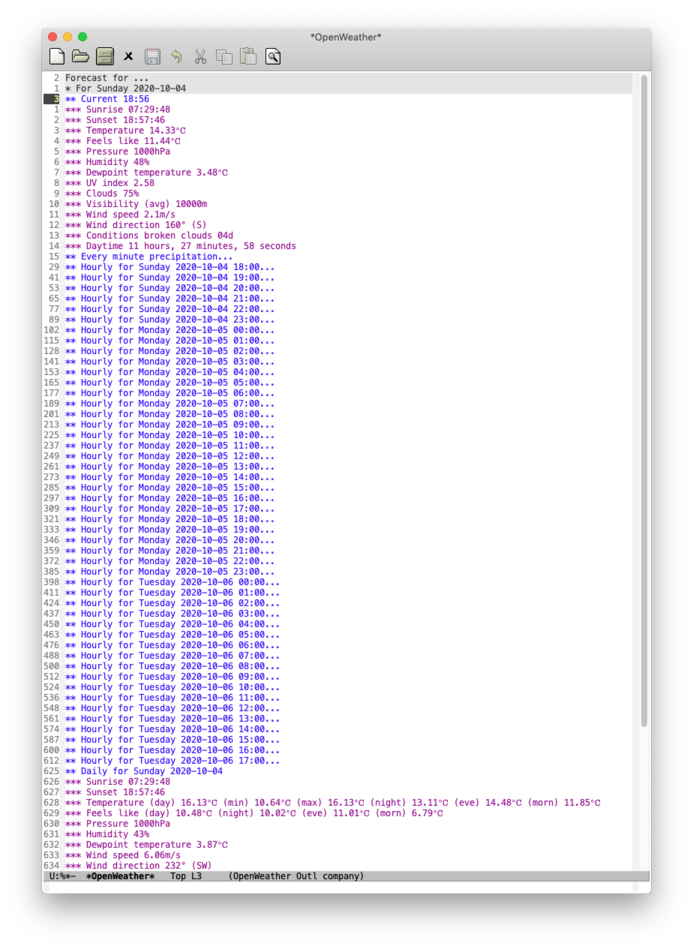 *OpenWeather*
2 Forecast for ...
1 * For Sunday 2020-10-04
3 ** Current 18:56
1 *** Sunrise 07:29:48
2 *** Sunset 18:57:46
3 *** Temperature 14.33℃
4 *** Feels like 11.44℃
5 *** Pressure 1000hPa
6 *** Humidity 48%
7 *** Dewpoint temperature 3.48℃
8 *** UV index 2.58
9 *** Clouds 75%
10 *** Visibility (avg) 10000m
11 *** Wind speed 2.1m/s
12 *** Wind direction 160° (S)
13 *** Conditions broken clouds 04d
14 *** Daytime 11 hours, 27 minutes, 58 seconds
15 ** Every minute precipitation...
29 ** Hourly for Sunday 2020-10-04 18:00...
41 ** Hourly for Sunday 2020-10-04 19:00...
53 ** Hourly for Sunday 2020-10-04 20:00...
65 ** Hourly for Sunday 2020-10-04 21:00...
77 ** Hourly for Sunday 2020-10-04 22:00...
89 ** Hourly for Sunday 2020-10-04 23:00...
102 ** Hourly for Monday 2020-10-05 00:00...
115 ** Hourly for Monday 2020-10-05 01:00...
128 ** Hourly for Monday 2020-10-05 02:00...
141 ** Hourly for Monday 2020-10-05 03:00...
153 ** Hourly for Monday 2020-10-05 04:00...
165 ** Hourly for Monday 2020-10-05 05:00...
177 ** Hourly for Monday 2020-10-05 06:00...
189 ** Hourly for Monday 2020-10-05 07:00...
201 ** Hourly for Monday 2020-10-05 08:00...
213 ** Hourly for Monday 2020-10-05 09:00...
225 ** Hourly for Monday 2020-10-05 10:00...
237 ** Hourly for Monday 2020-10-05 11:00...
249 ** Hourly for Monday 2020-10-05 12:00...
261 ** Hourly for Monday 2020-10-05 13:00...
273 ** Hourly for Monday 2020-10-05 14:00...
285 ** Hourly for Monday 2020-10-05 15:00...
297 ** Hourly for Monday 2020-10-05 16:00...
309 ** Hourly for Monday 2020-10-05 17:00...
321 ** Hourly for Monday 2020-10-05 18:00...
333 ** Hourly for Monday 2020-10-05 19:00...
346 ** Hourly for Monday 2020-10-05 20:00...
359 ** Hourly for Monday 2020-10-05 21:00...
372 ** Hourly for Monday 2020-10-05 22:00...
385 ** Hourly for Monday 2020-10-05 23:00...
398 ** Hourly for Tuesday 2020-10-06 00:00...
411 ** Hourly for Tuesday 2020-10-06 01:00...
424 ** Hourly for Tuesday 2020-10-06 02:00...
437 ** Hourly for Tuesday 2020-10-06 03:00...
450 ** Hourly for Tuesday 2020-10-06 04:00...
463 ** Hourly for Tuesday 2020-10-06 05:00...
476 ** Hourly for Tuesday 2020-10-06 06:00...
488 ** Hourly for Tuesday 2020-10-06 07:00...
500 ** Hourly for Tuesday 2020-10-06 08:00...
512 ** Hourly for Tuesday 2020-10-06 09:00...
524 ** Hourly for Tuesday 2020-10-06 10:00...
536 ** Hourly for Tuesday 2020-10-06 11:00...
548 ** Hourly for Tuesday 2020-10-06 12:00...
561 ** Hourly for Tuesday 2020-10-06 13:00...
574 ** Hourly for Tuesday 2020-10-06 14:00...
587 ** Hourly for Tuesday 2020-10-06 15:00...
600 ** Hourly for Tuesday 2020-10-06 16:00...
612 ** Hourly for Tuesday 2020-10-06 17:00...
625 ** Daily for Sunday 2020-10-04
626 *** Sunrise 07:29:48
627 *** Sunset 18:57:46
628 *** Temperature (day) 16.13℃ (min) 10.64℃ (max) 16.13℃ (night) 13.11℃ (eve) 14.48℃ (morn) 11.85℃
629 *** Feels like (day) 10.48℃ (night) 10.02℃ (eve) 11.01℃ (morn) 6.79℃
630 *** Pressure 1000hPa
631 *** Humidity 43%
632 *** Dewpoint temperature 3.87℃
633 *** Wind speed 6.06m/s
634 *** Wind direction 232° (SW)
U:%*- *OpenWeather* Top L3 (OpenWeather Outl company)